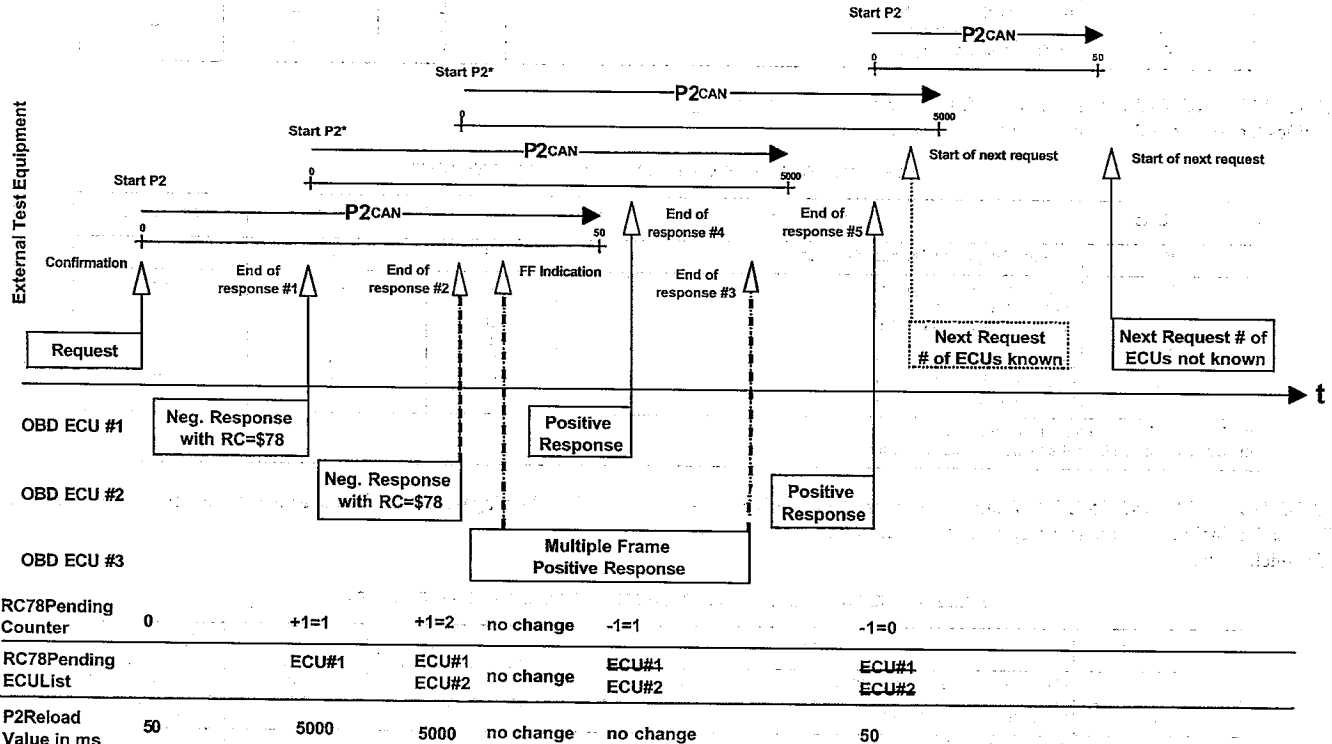 Start P2
P2CAN
0 50
Start P2*
P2CAN
0 5000
Start P2*
P2CAN
0 5000
Start of next request
Start of next request
Start P2
P2CAN
0 50
External Test Equipment
Confirmation
End of
response #1
End of
response #2
FF Indication
End of
response #4
End of
response #3
End of
response #5
Request
Next Request
# of ECUs known
Next Request # of
ECUs not known
t
OBD ECU #1
Neg. Response
with RC=$78
Positive
Response
OBD ECU #2
Neg. Response
with RC=$78
Positive
Response
OBD ECU #3
Multiple Frame
Positive Response
RC78Pending
Counter
0 +1=1 +1=2 no change -1=1 -1=0
RC78Pending
ECUList
ECU#1
ECU#1
ECU#2
no change
ECU#1
ECU#2
ECU#1
ECU#2
P2Reload
Value in ms
50 5000 5000 no change no change 50